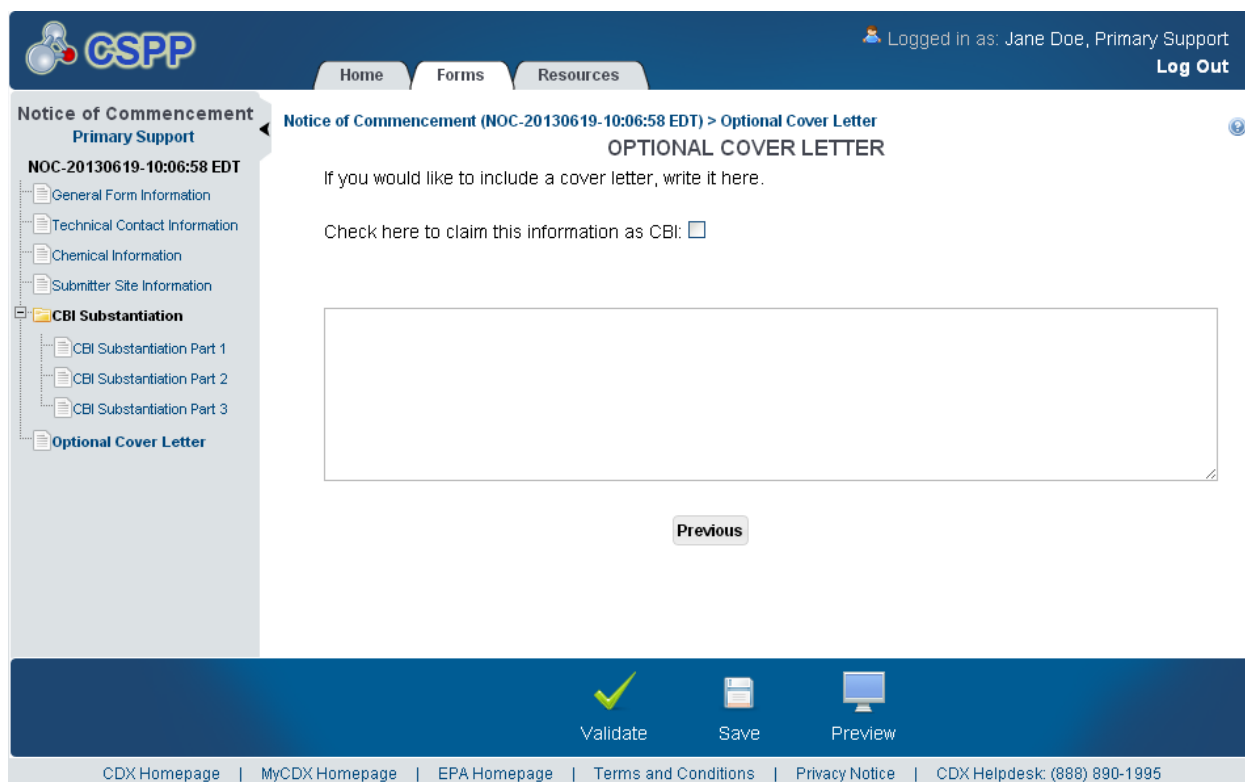 CSPP
Logged in as: Jane Doe, Primary Support
Log Out
Home Forms Resources
Notice of Commencement
Primary Support
NOC-20130619-10:06:58 EDT
General Form Information
Technical Contact Information
Chemical Information
Submitter Site Information
CBI Substantiation
CBI Substantiation Part 1
CBI Substantiation Part 2
CBI Substantiation Part 3
Optional Cover Letter
Notice of Commencement (NOC-20130619-10:06:58 EDT) > Optional Cover Letter
OPTIONAL COVER LETTER
If you would like to include a cover letter, write it here.
Check here to claim this information as CBI:
Previous
Validate Save Preview
CDX Homepage | MyCDX Homepage | EPA Homepage | Terms and Conditions | Privacy Notice | CDX Helpdesk: (888) 890-1995